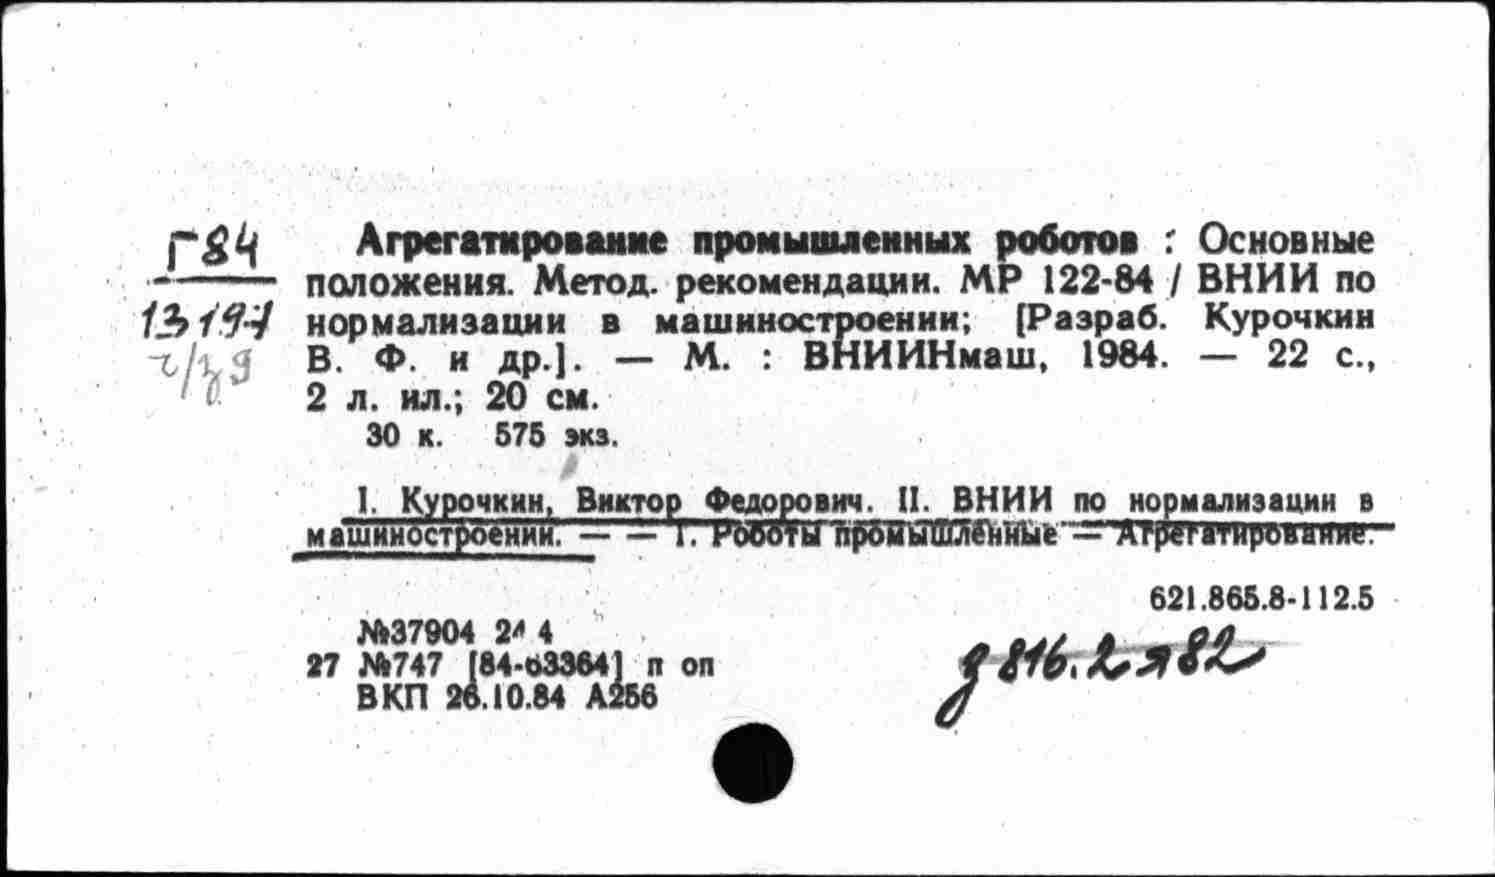 Г84
13194
ч/з
Агрегатирование промышленных роботов : Основные
положения. Метод. рекомендации. МР 122-84 / ВНИИ по
нормализации в машиностроении; [Разраб. Курочкин
В. Ф. и др.]. — М. : ВНИИНмаш, 1984. — 22 с.,
2 л. ил.; 20 см.
30 к. 575 экз.
I. Курочкин, Виктор Федорович. II. ВНИИ по нормализации в
машиностроении. — — 1. Роботы промышленные — Агрегатирование.
621.865.8-112.5
№37904 4
27 №747 [84-63364] п оп
ВКП 26.10.84 А256
816.2я82